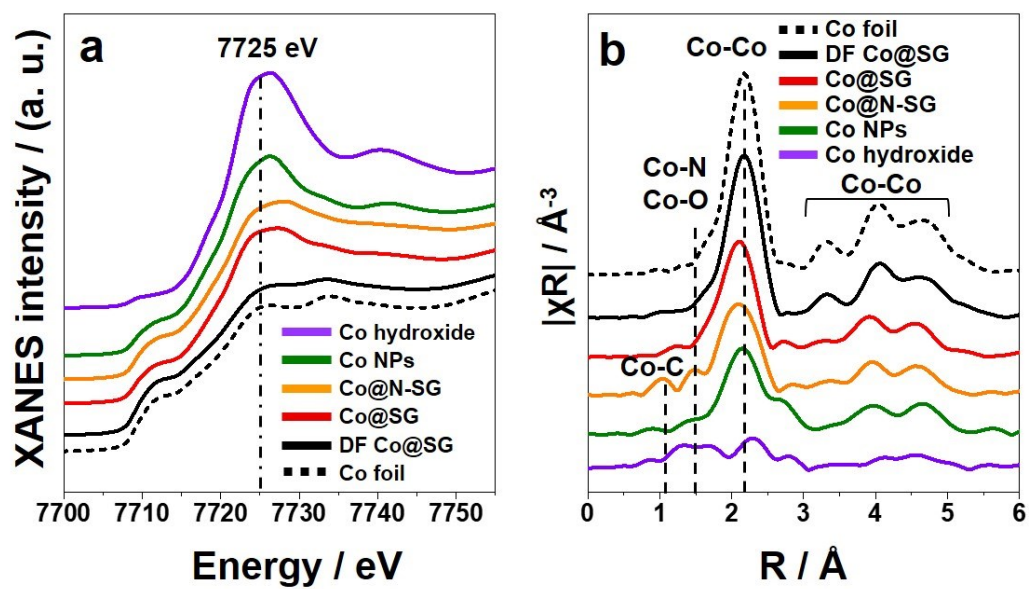 a
7725 eV
XANES intensity / (a. u.)
Co hydroxide
Co NPs
Co@N-SG
Co@SG
DF Co@SG
Co foil
7700 7710 7720 7730 7740 7750
Energy / eV
b
Co-Co
Co foil
DF Co@SG
Co@SG
Co@N-SG
Co NPs
Co hydroxide
Co-N
Co-O
Co-Co
Co-C
|χR| / Å-3
0 1 2 3 4 5 6
R / Å